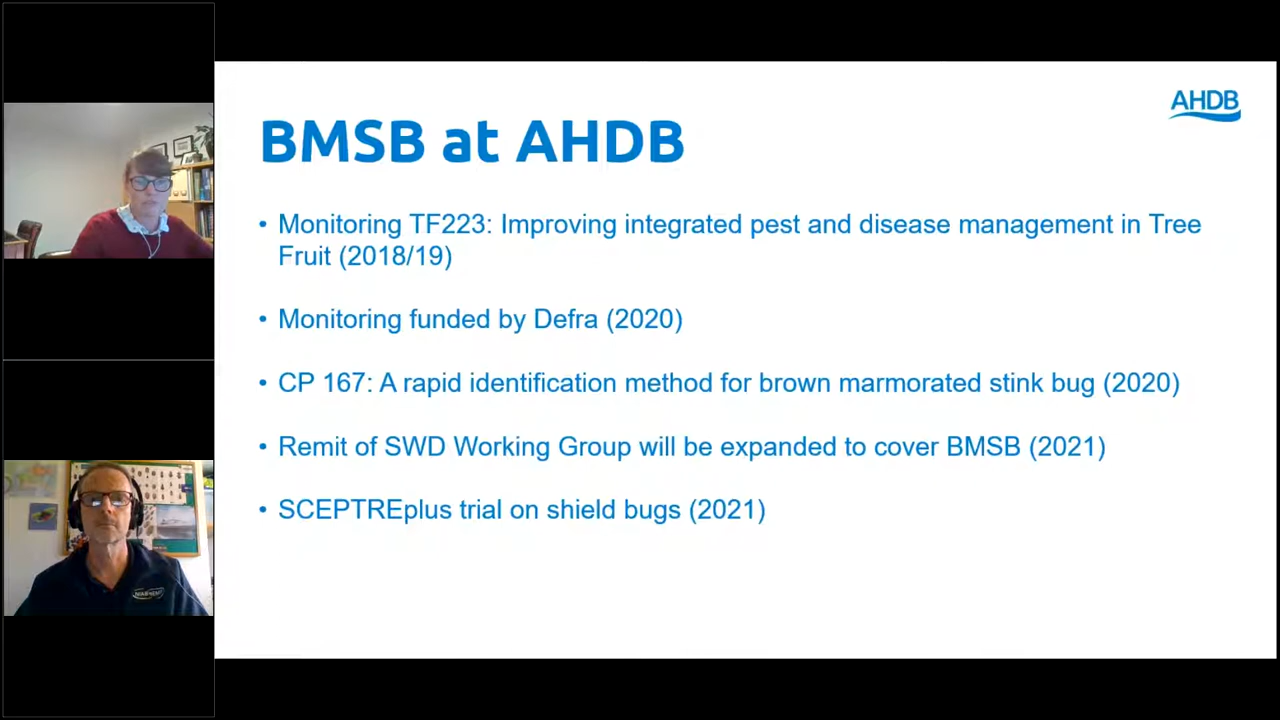 AHDB
BMSB at AHDB
• Monitoring TF223: Improving integrated pest and disease management in Tree
Fruit (2018/19)
• Monitoring funded by Defra (2020)
• CP 167: A rapid identification method for brown marmorated stink bug (2020)
• Remit of SWD Working Group will be expanded to cover BMSB (2021)
• SCEPTREplus trial on shield bugs (2021)